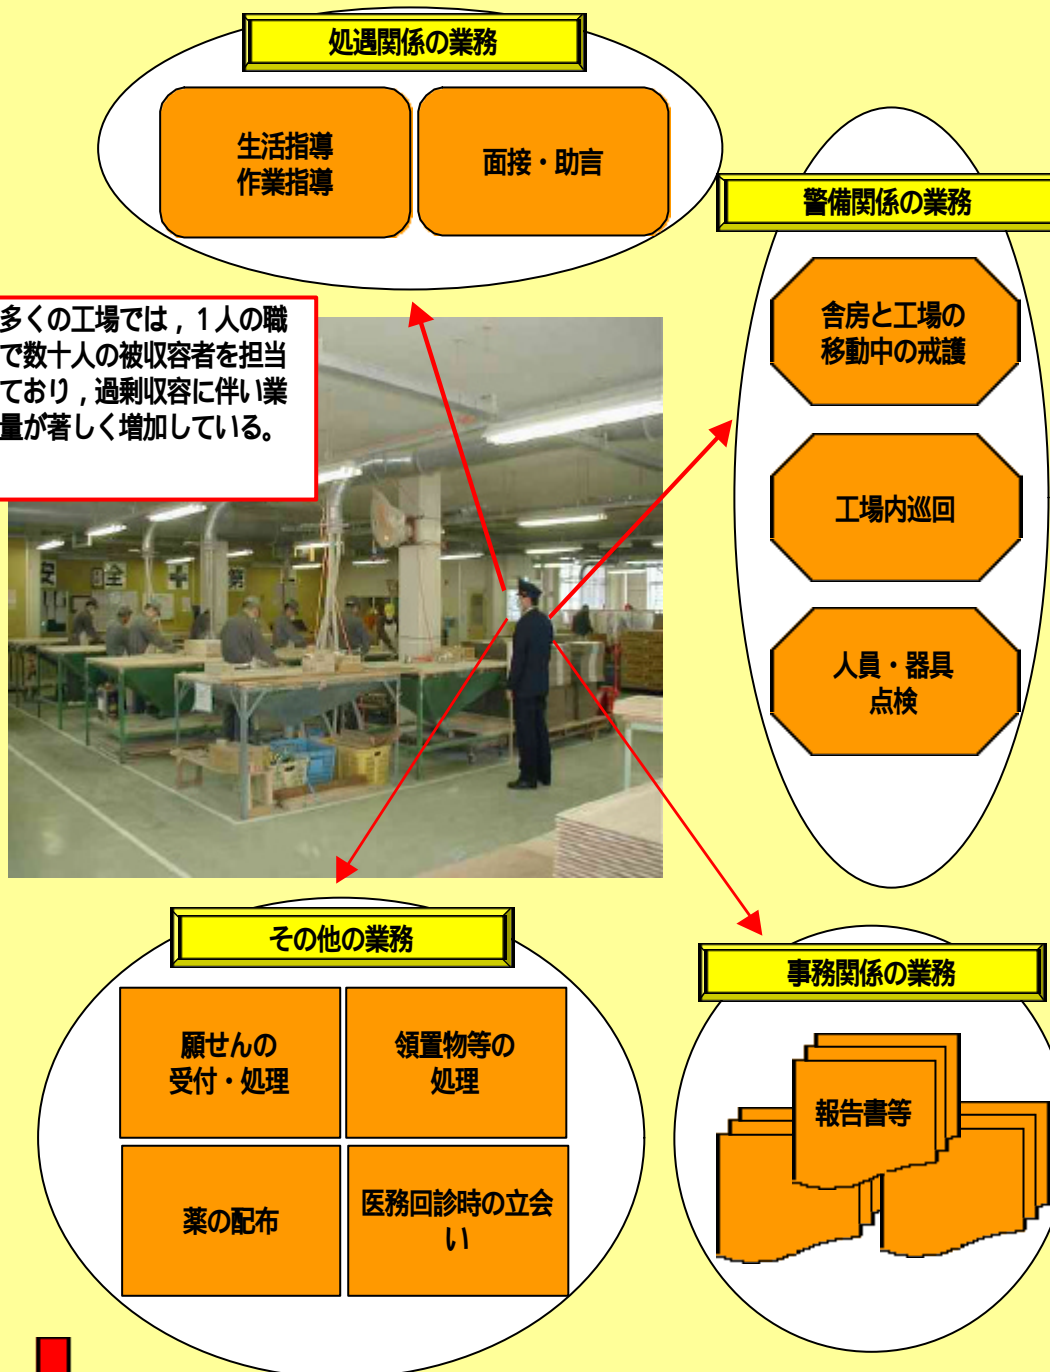 処遇関係の業務
生活指導
作業指導
面接・助言
警備関係の業務
舎房と工場の
移動中の戒護
工場内巡回
人員・器具
点検
多くの工場では，１人の職
で数十人の被収容者を担当
ており，過剰収容に伴い業
量が著しく増加している。
安 全 第
その他の業務
願せんの
受付・処理
領置物等の
処理
薬の配布
医務回診時の立会
い
事務関係の業務
報告書等